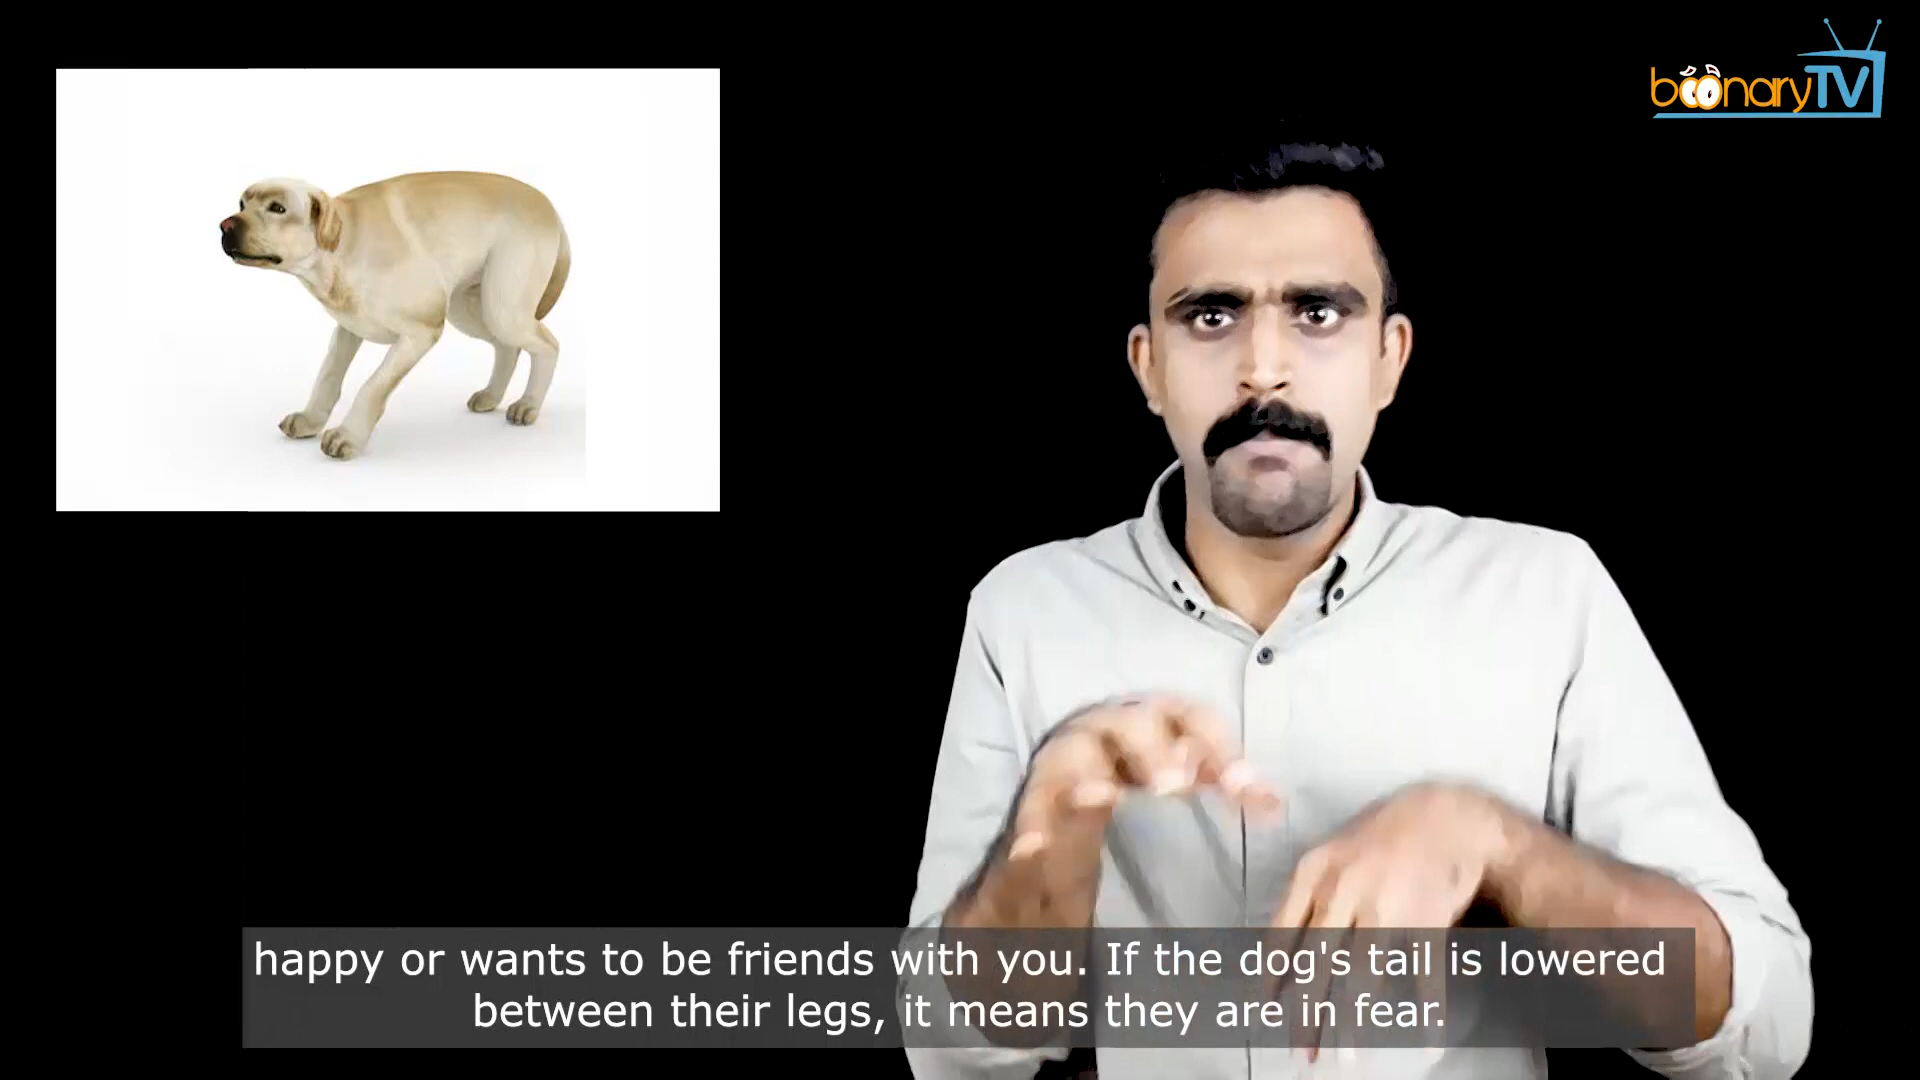 boonaryTV
happy or wants to be friends with you. If the dog's tail is lowered
between their legs, it means they are in fear.